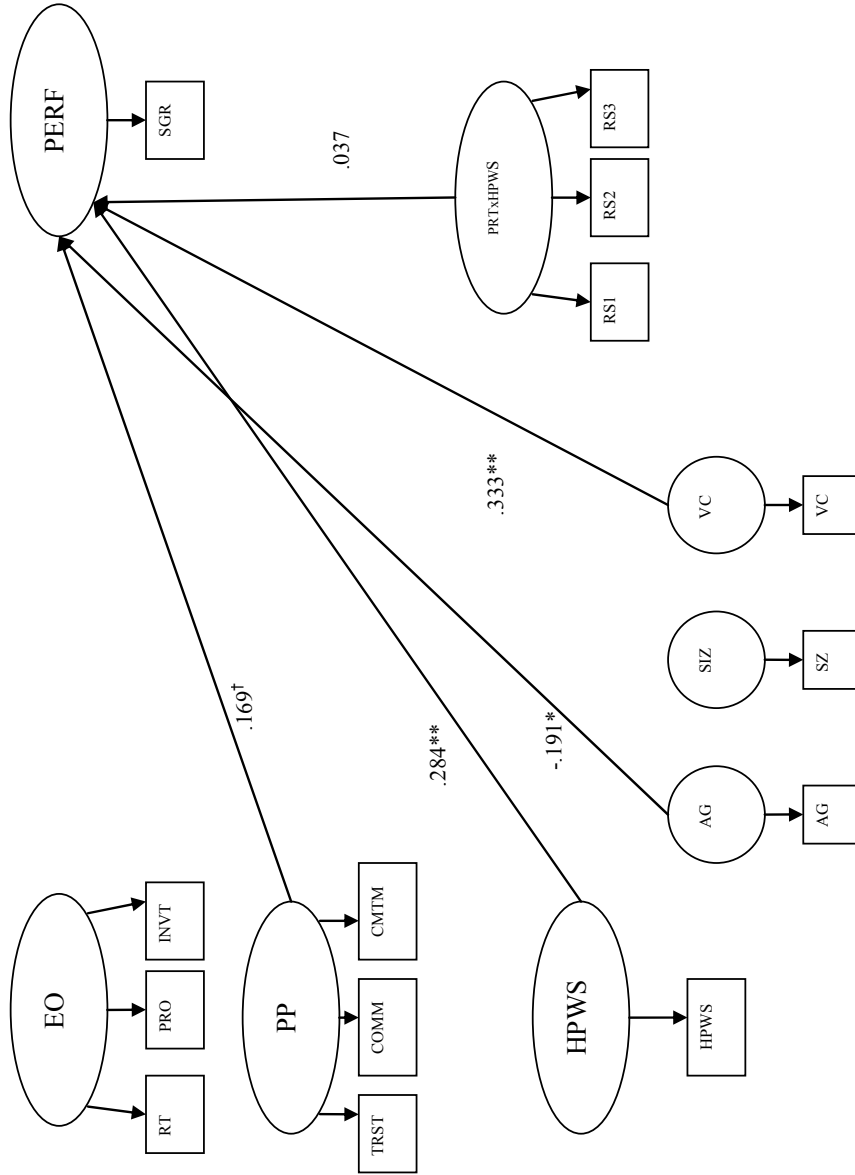 EO
RT
PRO
INVT
PP
TRST
COMM
CMTM
HPWS
HPWS
AG
AG
SIZ
SZ
VC
VC
PRTxHPWS
RS1
RS2
RS3
PERF
SGR
.169†
.284**
-.191*
.333**
.037